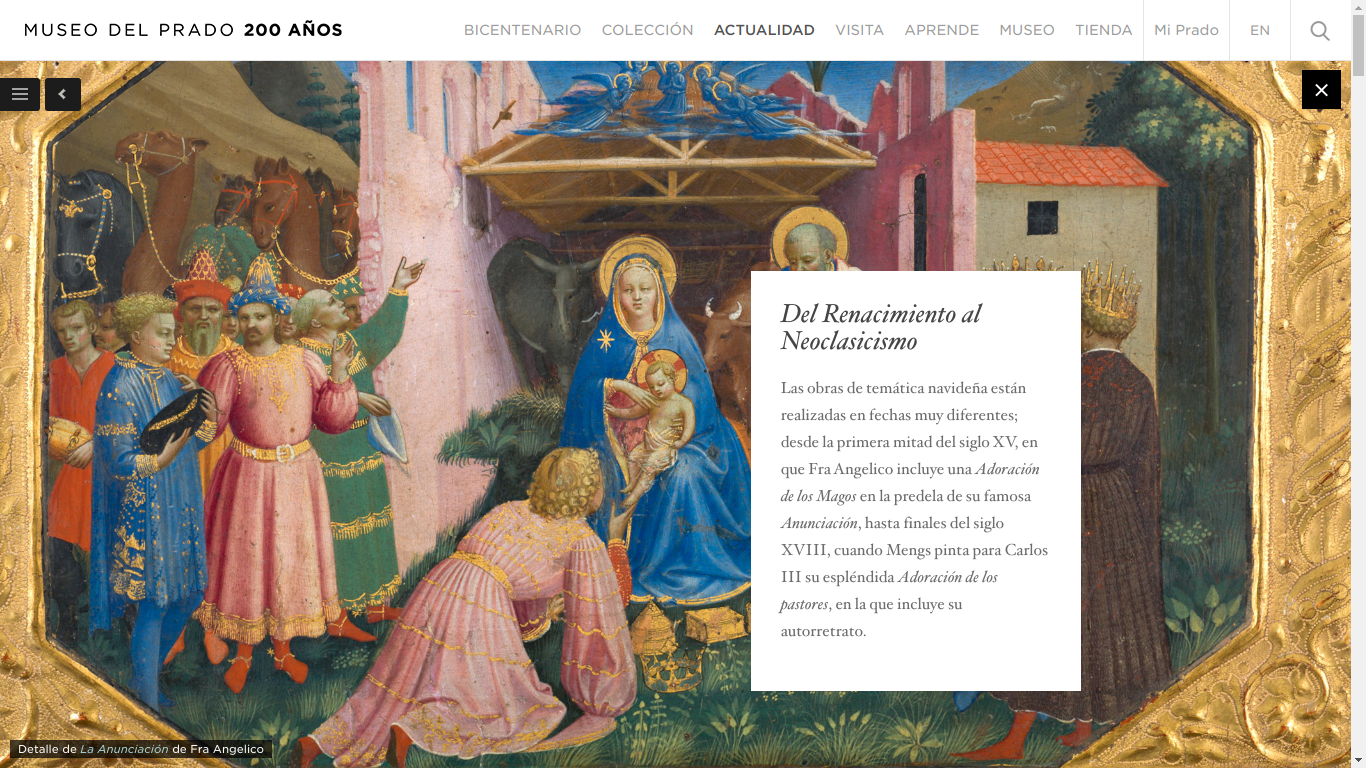 MUSEO DEL PRADO 200 AÑOS
BICENTENARIO COLECCIÓN ACTUALIDAD VISITA APRENDE MUSEO TIENDA Mi Prado EN
Del Renacimiento al
Neoclasicismo
Las obras de temática navideña están
realizadas en fechas muy diferentes;
desde la primera mitad del siglo XV, en
que Fra Angelico incluye una Adoración
de los Magos en la predela de su famosa
Anunciación, hasta finales del siglo
XVIII, cuando Mengs pinta para Carlos
III su espléndida Adoración de los
pastores, en la que incluye su
autorretrato.
Detalle de La Anunciación de Fra Angelico